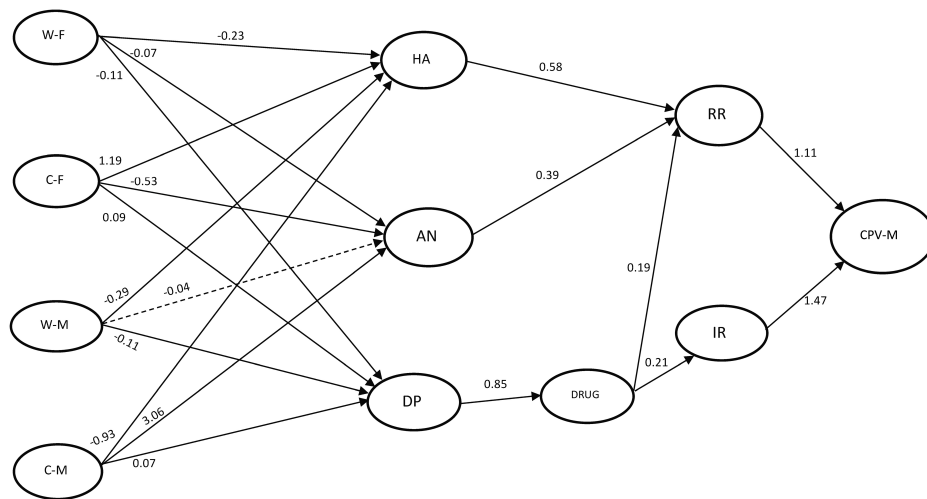 W-F
-0.23
-0.07
-0.11
HA
0.58
RR
C-F
1.19
-0.53
0.09
0.39
1.11
AN
CPV-M
0.19
W-M
-0.29
-0.04
-0.11
1.47
IR
0.21
DP
0.85
DRUG
C-M
-0.93
3.06
0.07